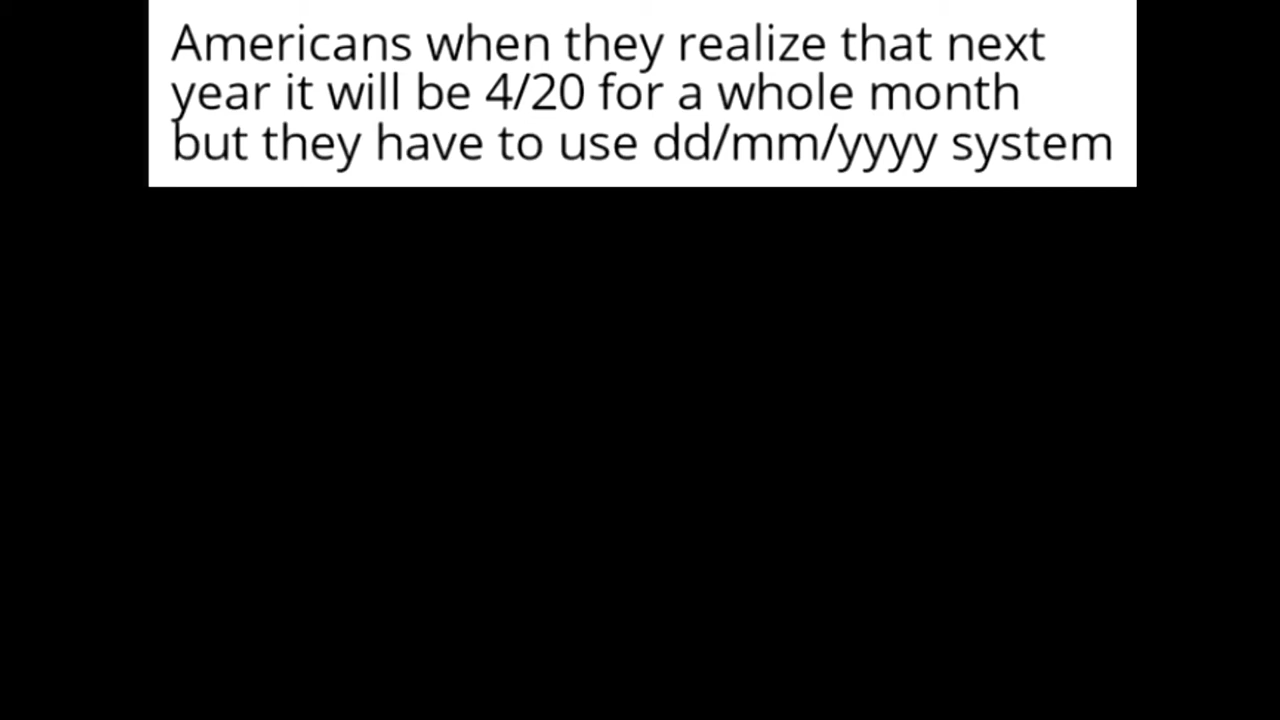 Americans when they realize that next
year it will be 4/20 for a whole month
but they have to use dd/mm/yyyy system